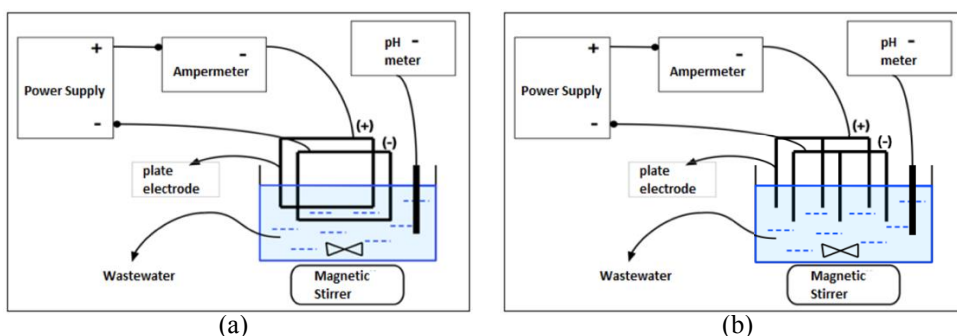 +
-
Ampermeter
pH -
meter
Power Supply
-
(+)
(-)
plate
electrode
Wastewater
Magnetic
Stirrer
(a)
+
-
Ampermeter
pH -
meter
Power Supply
-
(+)
(-)
plate
electrode
Wastewater
Magnetic
Stirrer
(b)